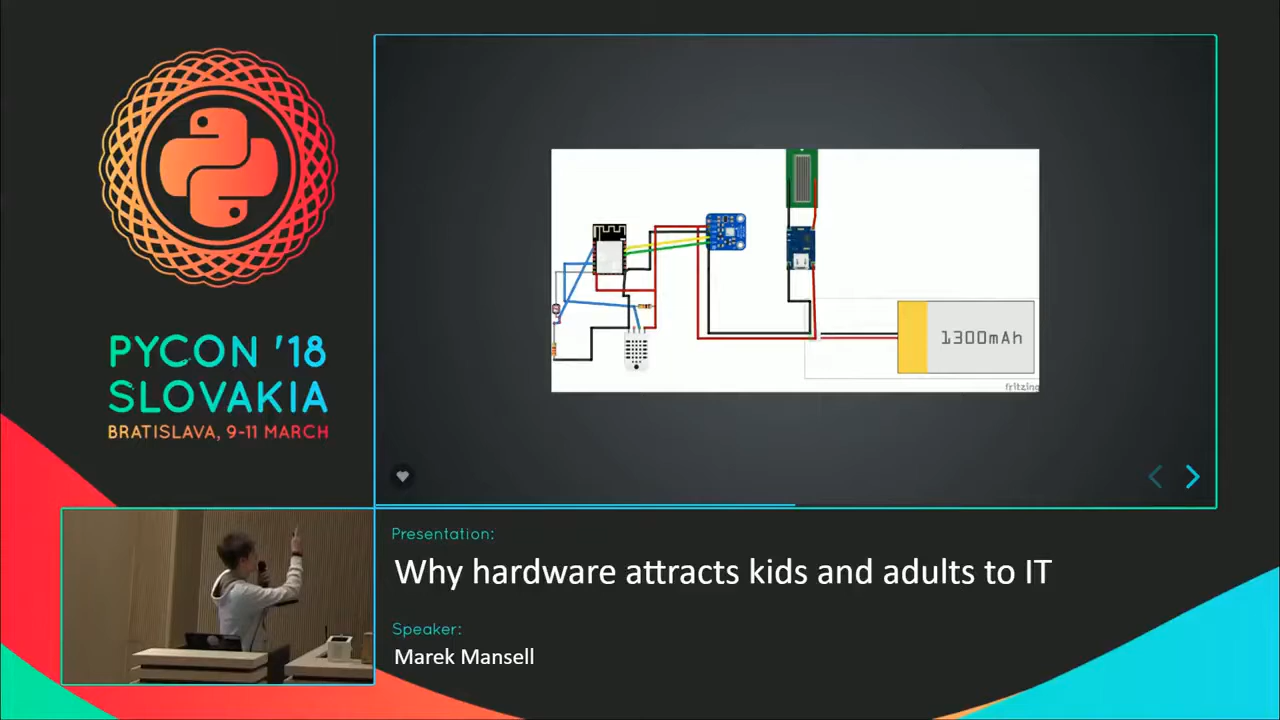 PYCON '18
SLOVAKIA
BRATISLAVA, 9-11 MARCH
1300mAh
fritzing
Presentation:
Why hardware attracts kids and adults to IT
Speaker:
Marek Mansell